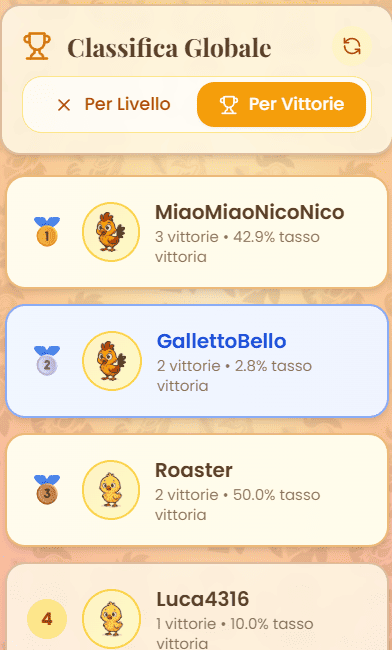 Classifica Globale
Per Livello
Per Vittorie
1
MiaoMiaoNicoNico
3 vittorie • 42.9% tasso
vittoria
2
GallettoBello
2 vittorie • 2.8% tasso
vittoria
3
Roaster
2 vittorie • 50.0% tasso
vittoria
4
Luca4316
1 vittorie • 10.0% tasso
vittoria